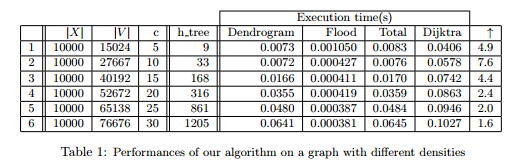 Execution time(s)
|X| |V| c h_tree Dendrogram Flood Total Dijktra ↑
1 10000 15024 5 9 0.0073 0.001050 0.0083 0.0406 4.9
2 10000 27667 10 33 0.0072 0.000427 0.0076 0.0578 7.6
3 10000 40192 15 168 0.0166 0.000411 0.0170 0.0742 4.4
4 10000 52672 20 316 0.0355 0.000419 0.0359 0.0863 2.4
5 10000 65138 25 861 0.0480 0.000387 0.0484 0.0946 2.0
6 10000 76676 30 1205 0.0641 0.000381 0.0645 0.1027 1.6
Table 1: Performances of our algorithm on a graph with different densities